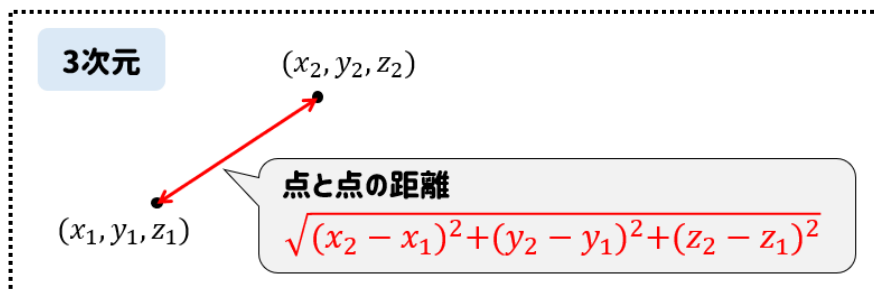 3次元
(x₂, y₂, z₂)
(x₁, y₁, z₁)
点と点の距離
√(x₂ − x₁)²+(y₂ − y₁)²+(z₂ − z₁)²